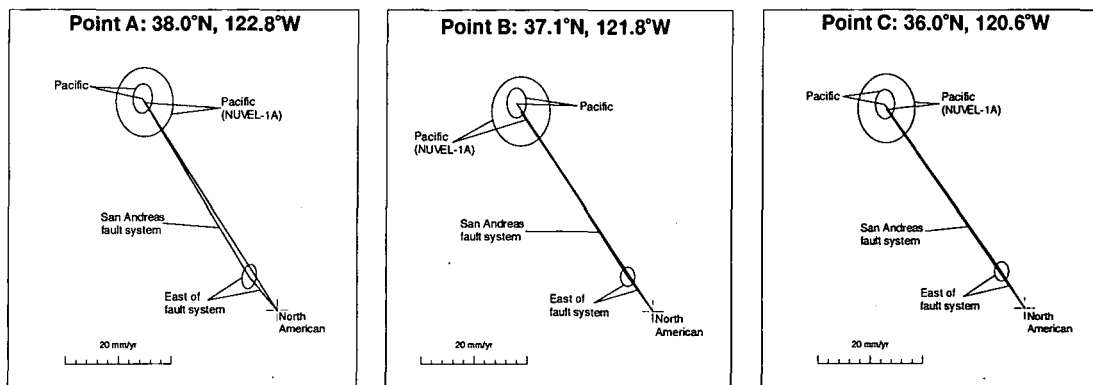 Point A: 38.0°N, 122.8°W
Pacific
Pacific
(NUVEL-1A)
San Andreas
fault system
East of
fault system
North
American
20 mm/yr
Point B: 37.1°N, 121.8°W
Pacific
Pacific
(NUVEL-1A)
San Andreas
fault system
East of
fault system
North
American
20 mm/yr
Point C: 36.0°N, 120.6°W
Pacific
Pacific
(NUVEL-1A)
San Andreas
fault system
East of
fault system
North
American
20 mm/yr